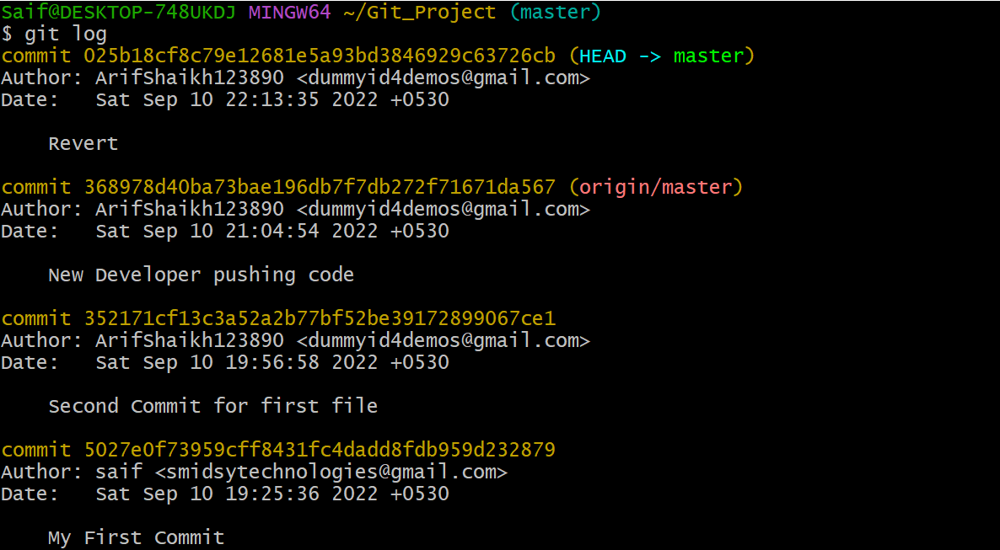 Saif@DESKTOP-748UKDJ MINGW64 ~/Git_Project (master)
$ git log
commit 025b18cf8c79e12681e5a93bd3846929c63726cb (HEAD -> master)
Author: ArifShaikh123890 <dummyid4demos@gmail.com>
Date:   Sat Sep 10 22:13:35 2022 +0530
    Revert
commit 368978d40ba73bae196db7f7db272f71671da567 (origin/master)
Author: ArifShaikh123890 <dummyid4demos@gmail.com>
Date:   Sat Sep 10 21:04:54 2022 +0530
    New Developer pushing code
commit 352171cf13c3a52a2b77bf52be39172899067ce1
Author: ArifShaikh123890 <dummyid4demos@gmail.com>
Date:   Sat Sep 10 19:56:58 2022 +0530
    Second Commit for first file
commit 5027e0f73959cff8431fc4dadd8fdb959d232879
Author: saif <smidsytechnologies@gmail.com>
Date:   Sat Sep 10 19:25:36 2022 +0530
    My First Commit